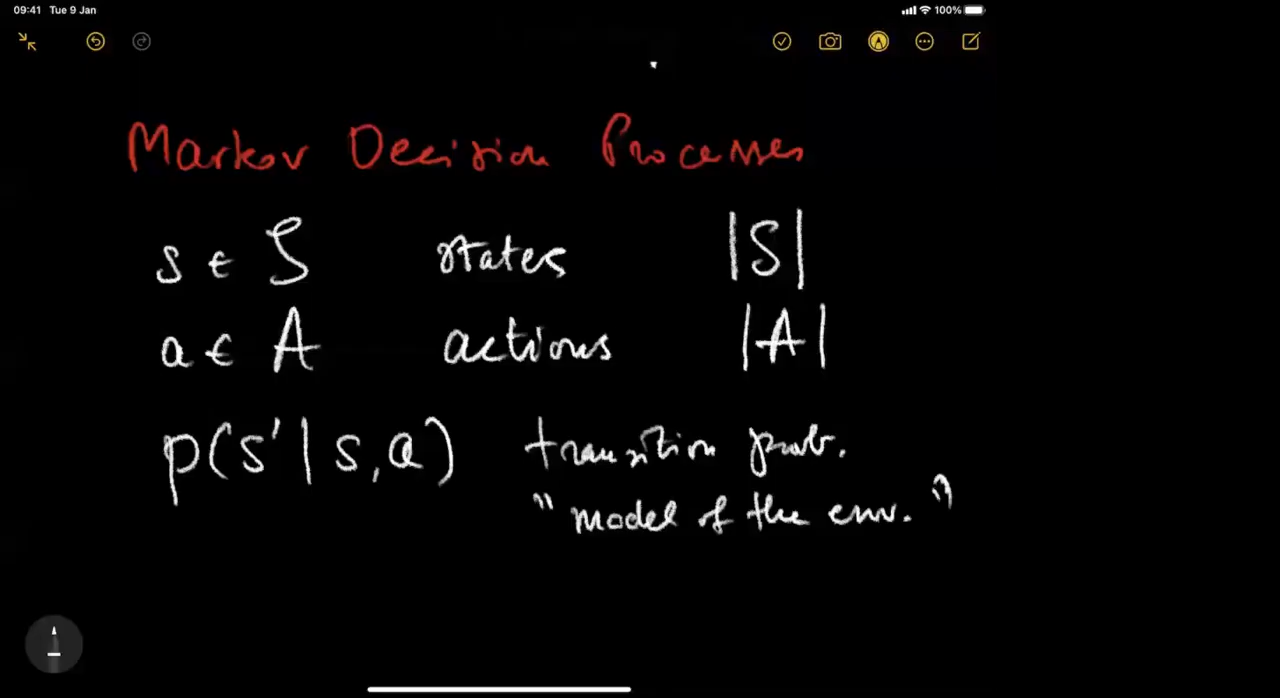 09:41 Tue 9 Jan 100%
Markov Decision Processes
s ∈ S states |S|
a ∈ A actions |A|
p(s'|s,a) transition prob.
"model of the env."